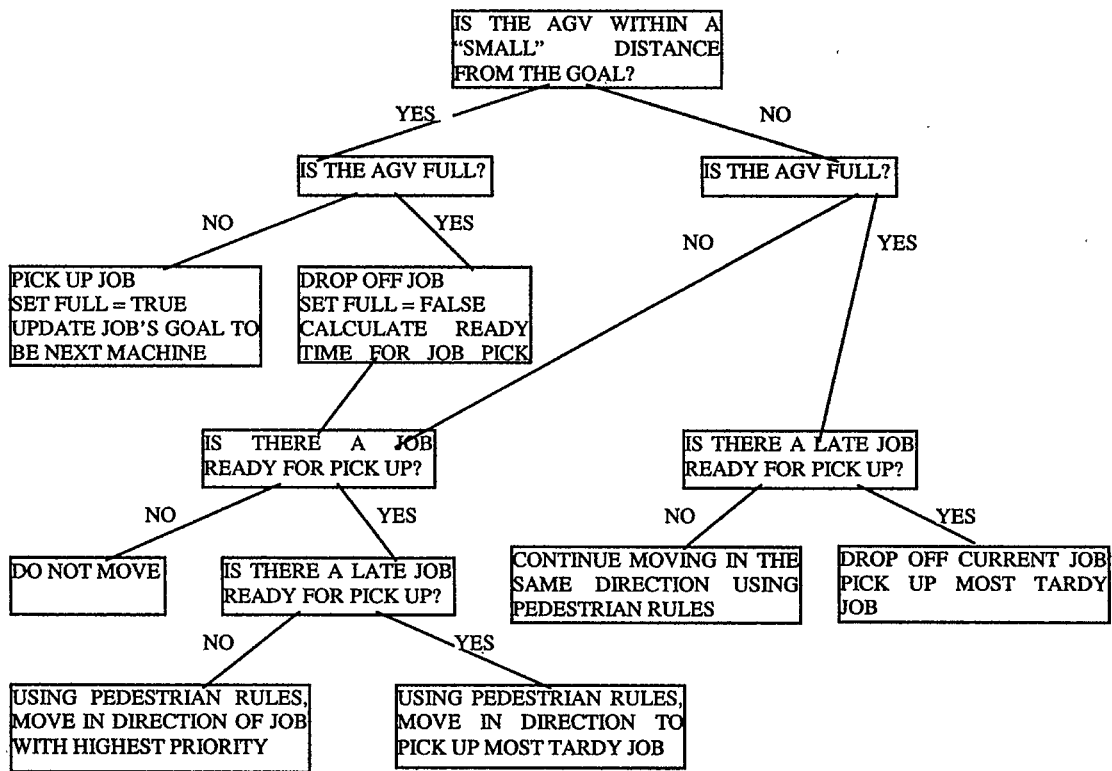 IS THE AGV WITHIN A
“SMALL” DISTANCE
FROM THE GOAL?
YES
NO
IS THE AGV FULL?
IS THE AGV FULL?
NO
YES
NO
YES
PICK UP JOB
SET FULL = TRUE
UPDATE JOB'S GOAL TO
BE NEXT MACHINE
DROP OFF JOB
SET FULL = FALSE
CALCULATE READY
TIME FOR JOB PICK
IS THERE A JOB
READY FOR PICK UP?
IS THERE A LATE JOB
READY FOR PICK UP?
NO
YES
NO
YES
DO NOT MOVE
IS THERE A LATE JOB
READY FOR PICK UP?
CONTINUE MOVING IN THE
SAME DIRECTION USING
PEDESTRIAN RULES
DROP OFF CURRENT JOB
PICK UP MOST TARDY
JOB
NO
YES
USING PEDESTRIAN RULES,
MOVE IN DIRECTION OF JOB
WITH HIGHEST PRIORITY
USING PEDESTRIAN RULES,
MOVE IN DIRECTION TO
PICK UP MOST TARDY JOB